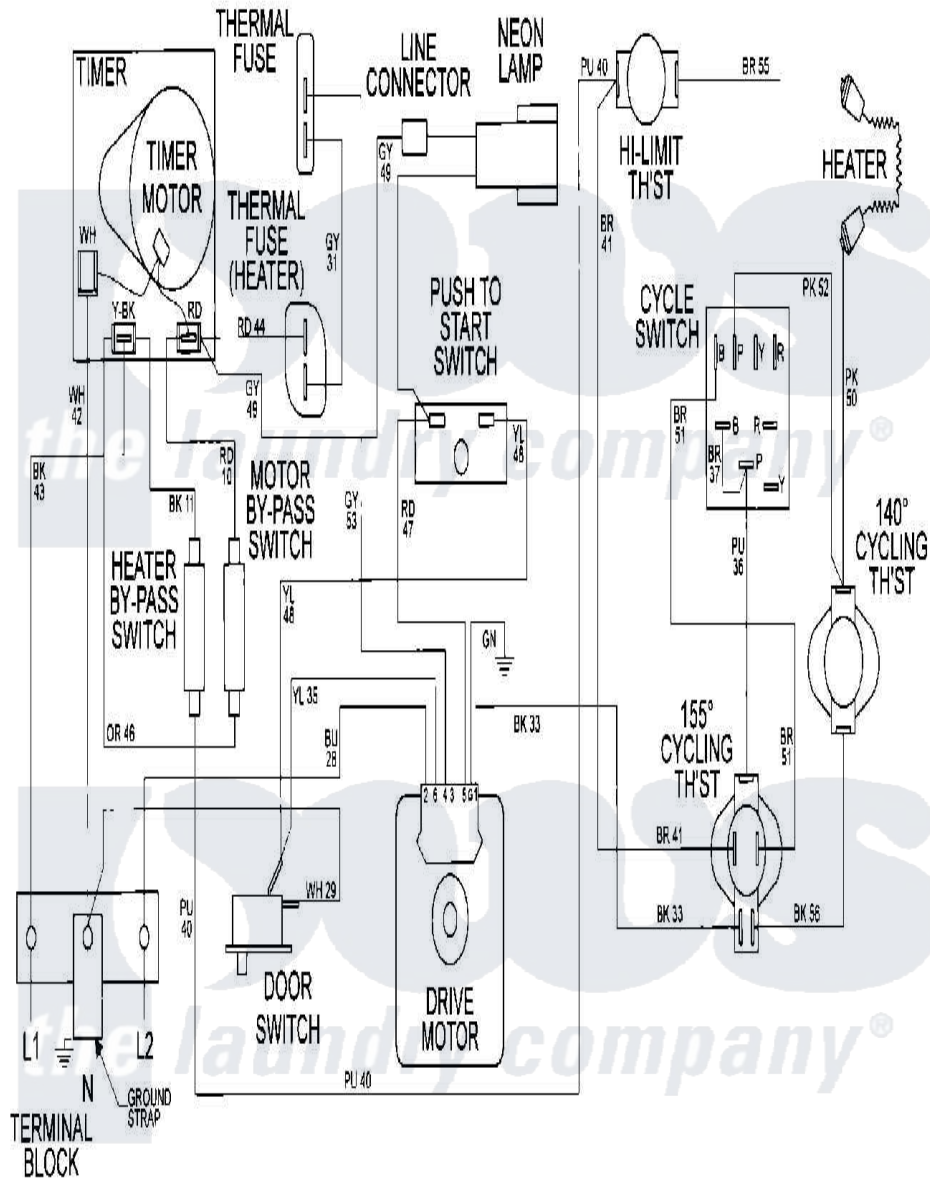 THERMAL
FUSE
LINE
CONNECTOR
NEON
LAMP
TIMER
PU 40
BR 55
TIMER
MOTOR
HI-LIMIT
TH'ST
HEATER
GY
49
BR
41
WH
THERMAL
FUSE
(HEATER)
GY
31
PUSH TO
START
SWITCH
CYCLE
SWITCH
PK 52
Y-BK
RD
RD 44
B P Y R
WH
42
GY
49
PK
50
BR
51
B R
BR
37
P
Y
BK
43
RD
10
YL
48
BK 11
MOTOR
BY-PASS
SWITCH
GY
53
RD
47
140°
CYCLING
TH'ST
HEATER
BY-PASS
SWITCH
PU
36
YL
48
GN
YL 35
OR 46
BU
28
BK 33
155°
CYCLING
TH'ST
BR
51
2 6 4 3 5 G 1
BR 41
WH 29
PU
40
BK 33
BK 56
DOOR
SWITCH
DRIVE
MOTOR
L1
L2
N
GROUND
STRAP
PU 40
TERMINAL
BLOCK
sous
the laundry company®
sous
the laundry company®